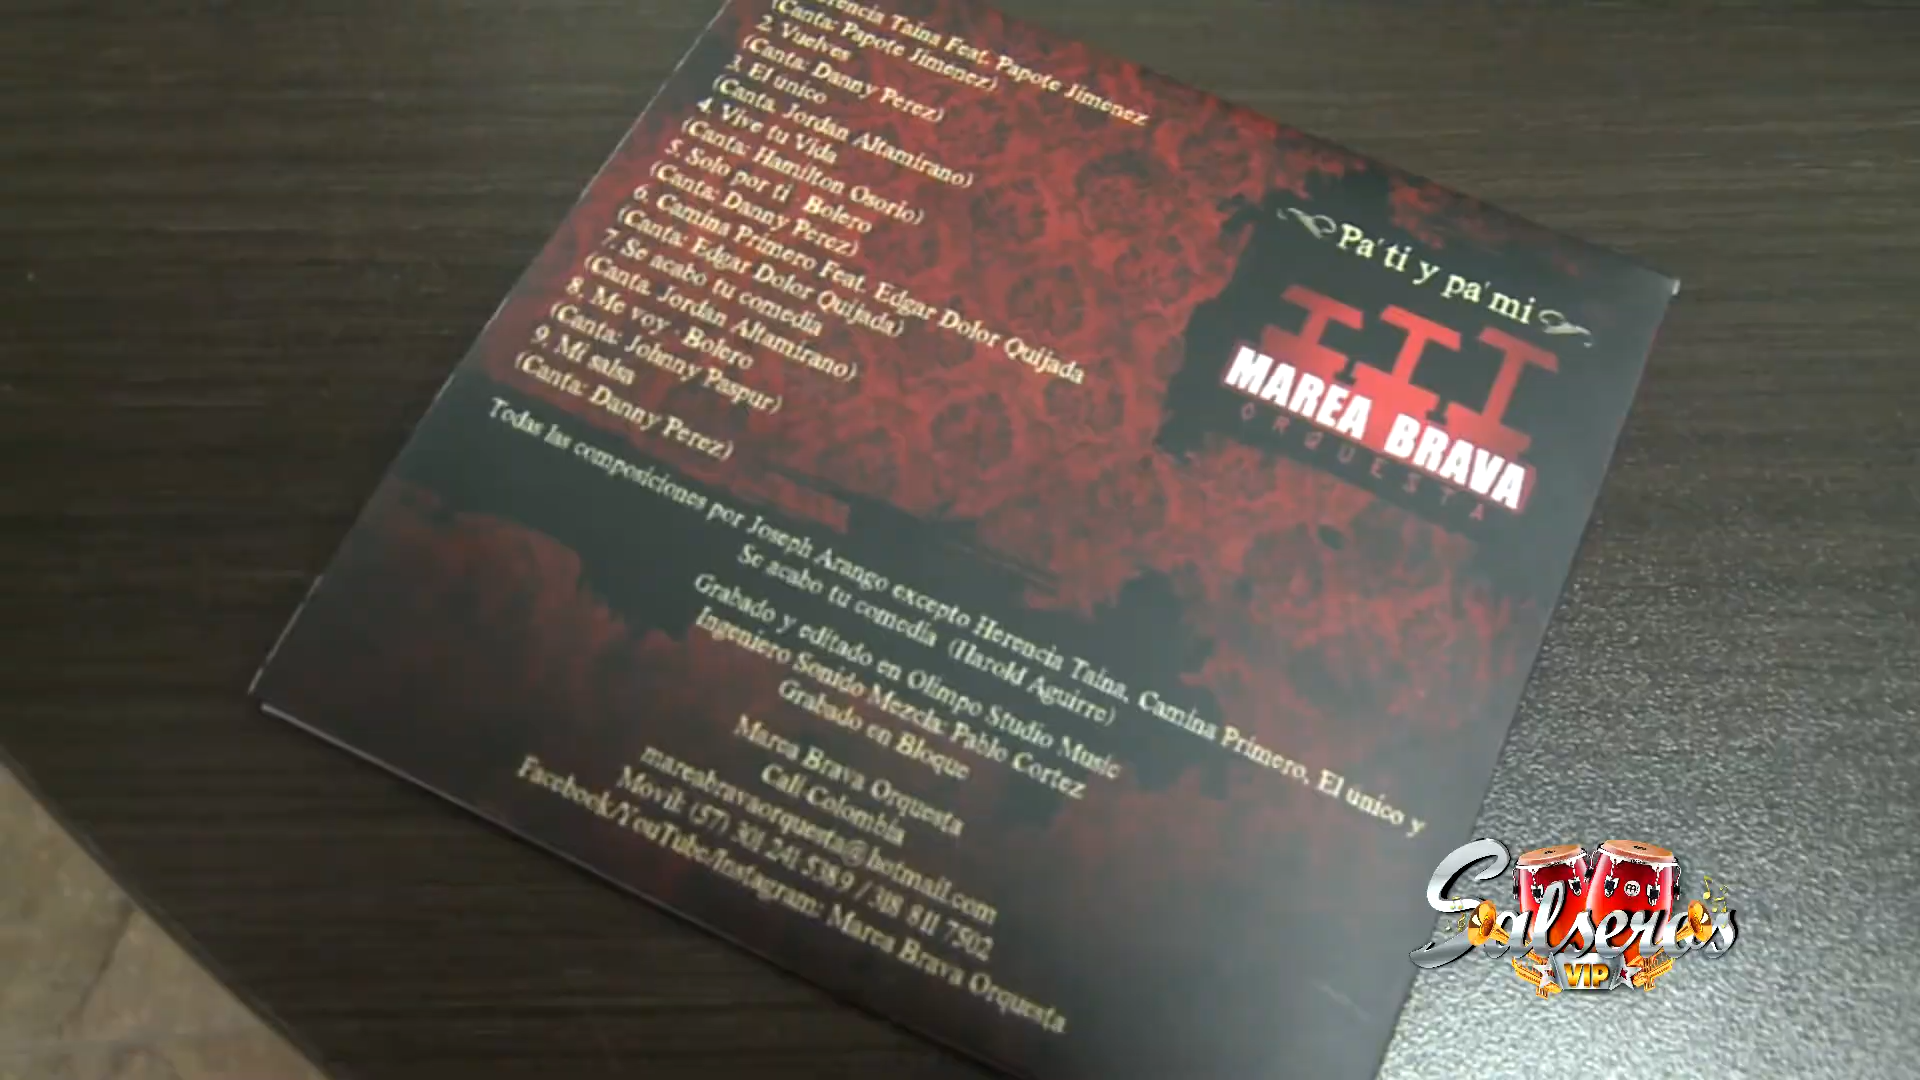 Herencia Taina Feat. Papote Jimenez
(Canta: Papote Jimenez)
2. Vuelves
(Canta: Danny Perez)
3. El unico
(Canta. Jordan Altamirano)
4. Vive tu Vida
(Canta: Hamilton Osorio)
5. Solo por ti Bolero
(Canta: Danny Perez)
6. Camina Primero Feat. Edgar Dolor Quijada
(Canta: Edgar Dolor Quijada)
7. Se acabo tu comedia
(Canta. Jordan Altamirano)
8. Me voy · Bolero
(Canta: Johnny Paspur)
9. Mi salsa
(Canta: Danny Perez)
Pa' ti y pa' mi
III
MAREA BRAVA
ORQUESTA
Todas las composiciones por Joseph Arango excepto Herencia Taina, Camina Primero, El unico y
Se acabo tu comedia (Harold Aguirre)
Grabado y editado en Olimpo Studio Music
Ingeniero Sonido Mezcla: Pablo Cortez
Grabado en Bloque
Marea Brava Orquesta
Cali Colombia
mareabravaorquesta@hotmail.com
Movil: (57) 301 241 5389 / 318 811 7502
Facebook/YouTube/Instagram: Marea Brava Orquesta
Salseros
VIP